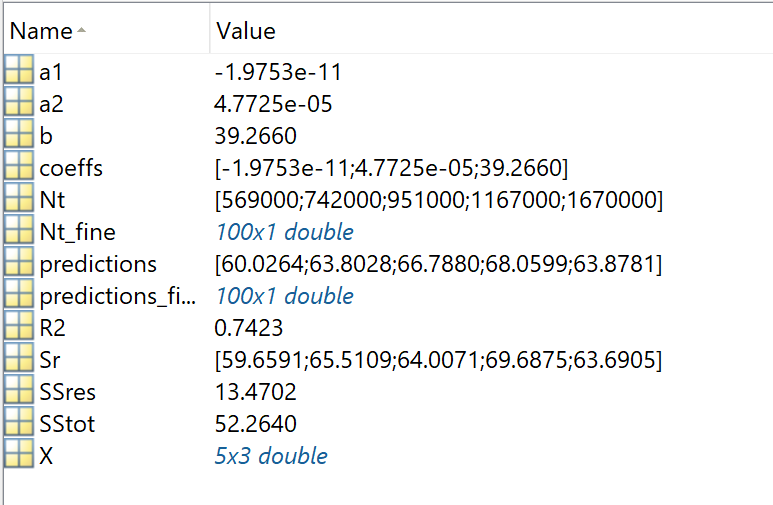 Name Value
a1 -1.9753e-11
a2 4.7725e-05
b 39.2660
coeffs [-1.9753e-11;4.7725e-05;39.2660]
Nt [569000;742000;951000;1167000;1670000]
Nt_fine 100x1 double
predictions [60.0264;63.8028;66.7880;68.0599;63.8781]
predictions_fi... 100x1 double
R2 0.7423
Sr [59.6591;65.5109;64.0071;69.6875;63.6905]
SSres 13.4702
SStot 52.2640
X 5x3 double